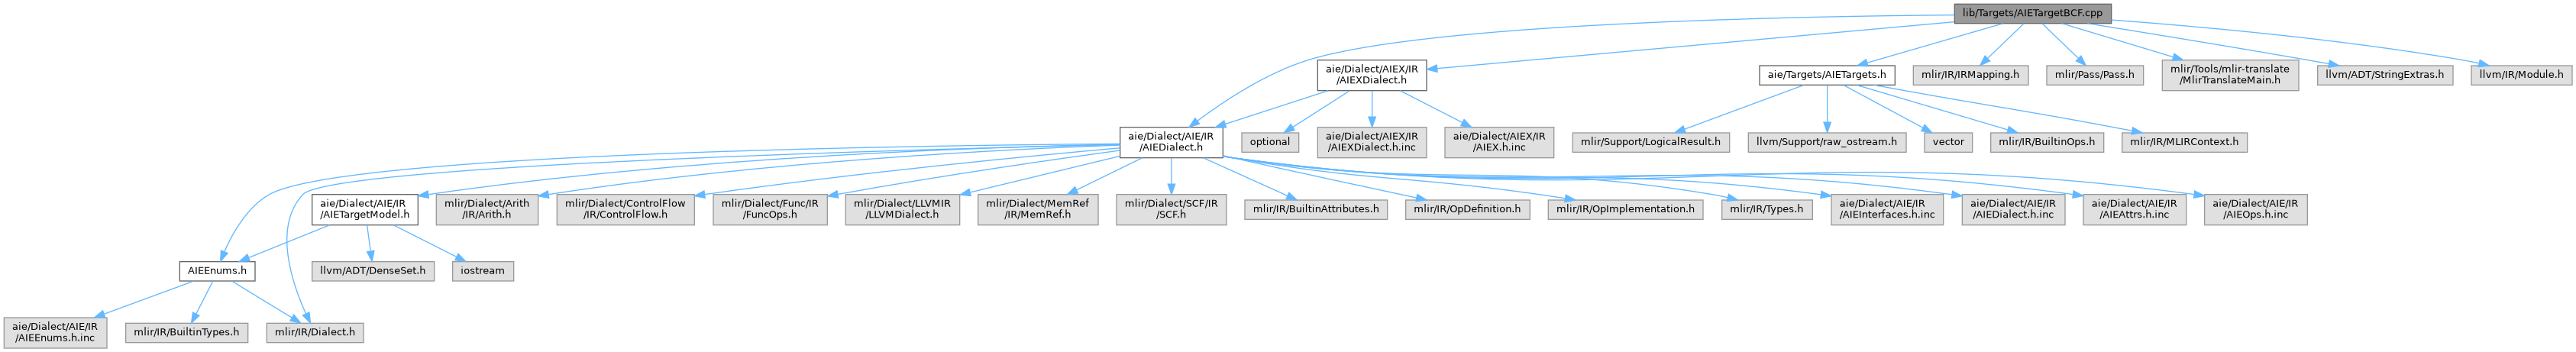 lib/Targets/AIETargetBCF.cpp
aie/Dialect/AIEX/IR
/AIEXDialect.h
aie/Targets/AIETargets.h
mlir/IR/IRMapping.h
mlir/Pass/Pass.h
mlir/Tools/mlir-translate
/MlirTranslateMain.h
llvm/ADT/StringExtras.h
llvm/IR/Module.h
aie/Dialect/AIE/IR
/AIEDialect.h
optional
aie/Dialect/AIEX/IR
/AIEXDialect.h.inc
aie/Dialect/AIEX/IR
/AIEX.h.inc
mlir/Support/LogicalResult.h
llvm/Support/raw_ostream.h
vector
mlir/IR/BuiltinOps.h
mlir/IR/MLIRContext.h
aie/Dialect/AIE/IR
/AIETargetModel.h
mlir/Dialect/Arith
/IR/Arith.h
mlir/Dialect/ControlFlow
/IR/ControlFlow.h
mlir/Dialect/Func/IR
/FuncOps.h
mlir/Dialect/LLVMIR
/LLVMDialect.h
mlir/Dialect/MemRef
/IR/MemRef.h
mlir/Dialect/SCF/IR
/SCF.h
mlir/IR/BuiltinAttributes.h
mlir/IR/OpDefinition.h
mlir/IR/OpImplementation.h
mlir/IR/Types.h
aie/Dialect/AIE/IR
/AIEInterfaces.h.inc
aie/Dialect/AIE/IR
/AIEDialect.h.inc
aie/Dialect/AIE/IR
/AIEAttrs.h.inc
aie/Dialect/AIE/IR
/AIEOps.h.inc
AIEEnums.h
llvm/ADT/DenseSet.h
iostream
aie/Dialect/AIE/IR
/AIEEnums.h.inc
mlir/IR/BuiltinTypes.h
mlir/IR/Dialect.h